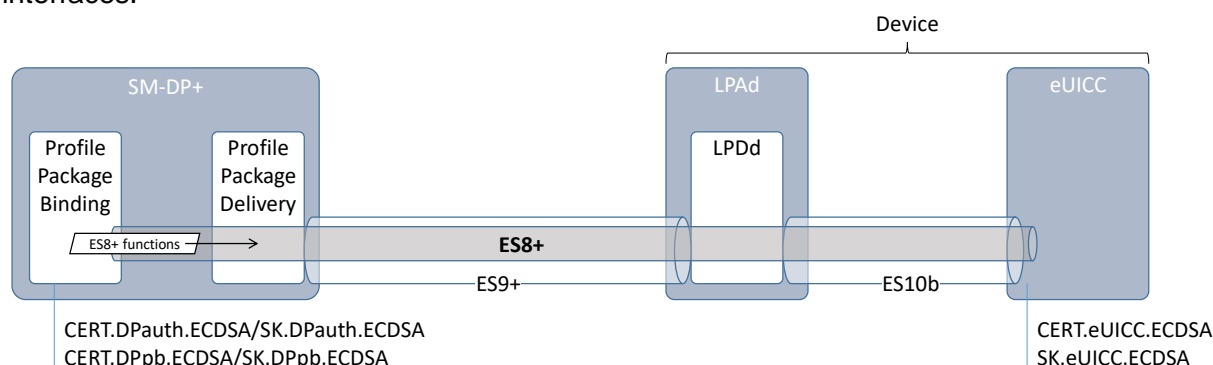 interfaces.
Device
SM-DP+
LPAd
eUICC
Profile
Package
Binding
Profile
Package
Delivery
LPDd
ES8+ functions
ES8+
ES9+
ES10b
CERT.DPauth.ECDSA/SK.DPauth.ECDSA
CERT.DPpb.ECDSA/SK.DPpb.ECDSA
CERT.eUICC.ECDSA
SK.eUICC.ECDSA